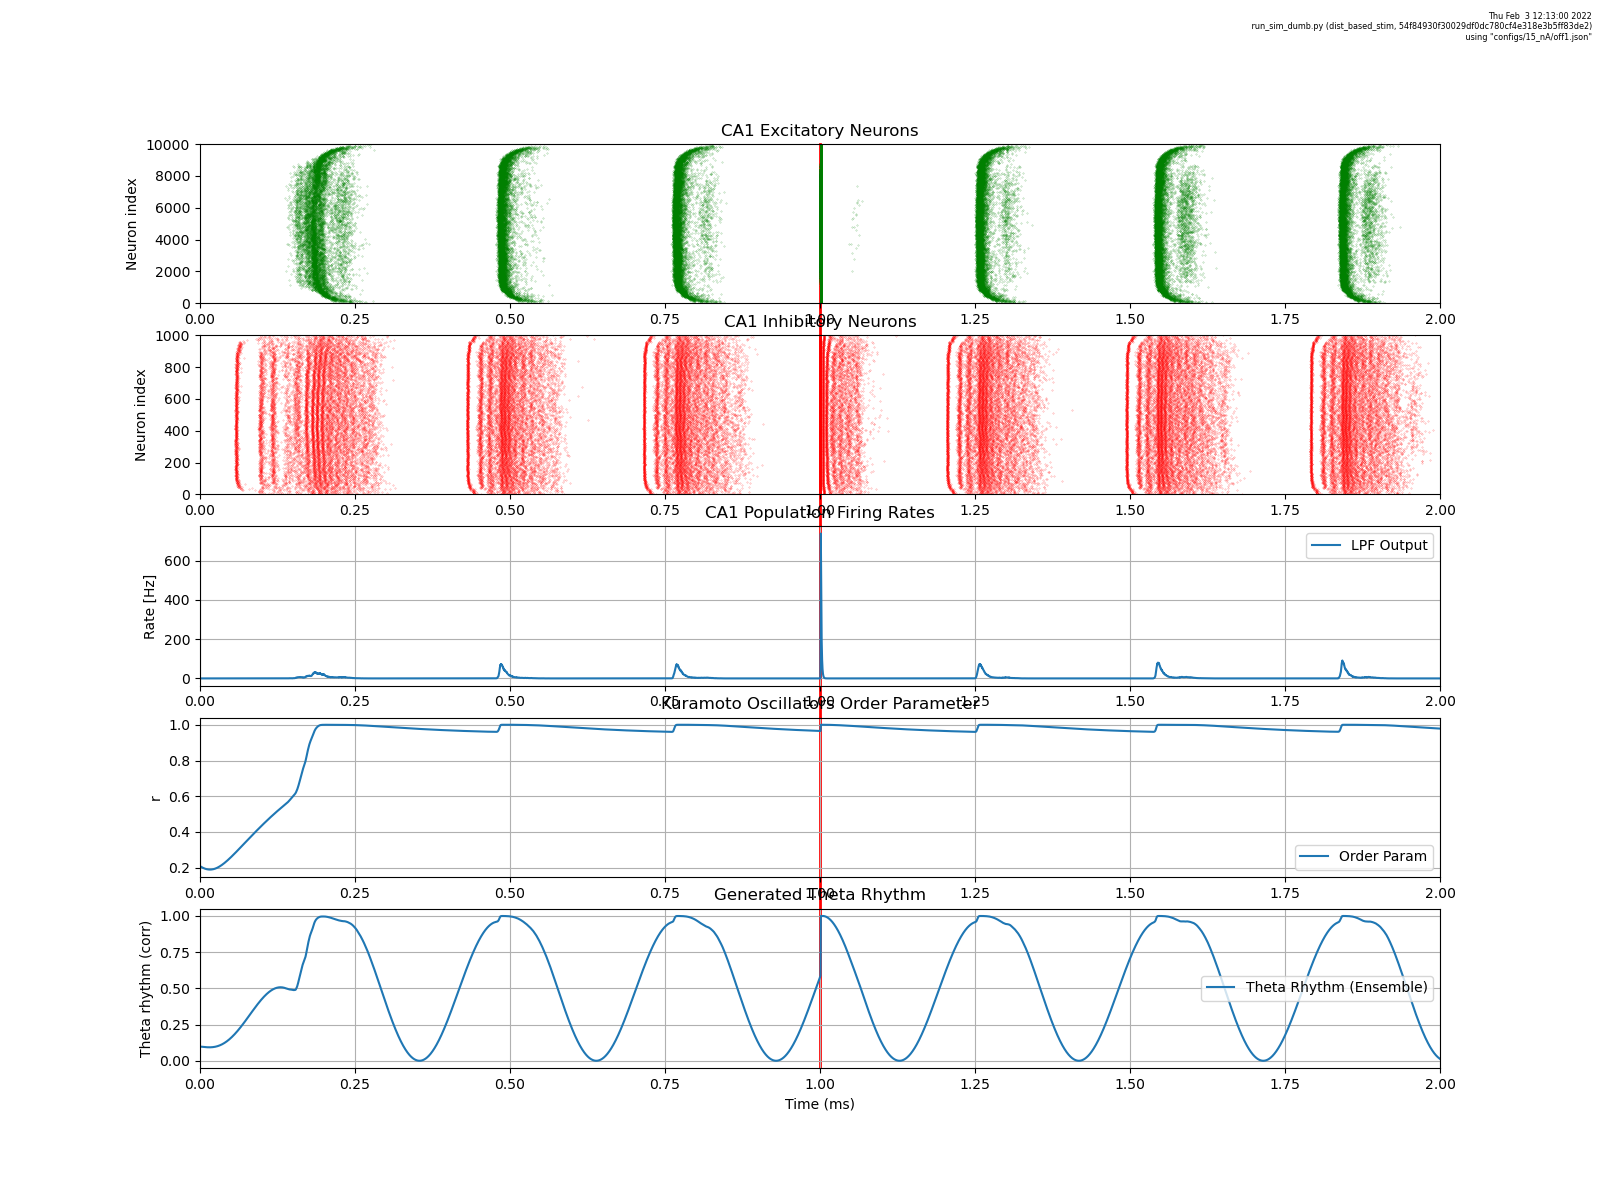 Thu Feb  3 12:13:00 2022
run_sim_dumb.py (dist_based_stim, 54f84930f30029df0dc780cf4e318e3b5ff83de2)
using "configs/15_nA/off1.json"
CA1 Excitatory Neurons
Neuron index
10000
8000
6000
4000
2000
0
0.00 0.25 0.50 0.75 1.00 1.25 1.50 1.75 2.00
CA1 Inhibitory Neurons
Neuron index
1000
800
600
400
200
0
0.00 0.25 0.50 0.75 1.00 1.25 1.50 1.75 2.00
CA1 Population Firing Rates
Rate [Hz]
600
400
200
0
LPF Output
0.00 0.25 0.50 0.75 1.00 1.25 1.50 1.75 2.00
Kuramoto Oscillators Order Parameter
r
1.0
0.8
0.6
0.4
0.2
Order Param
0.00 0.25 0.50 0.75 1.00 1.25 1.50 1.75 2.00
Generated Theta Rhythm
Theta rhythm (corr)
1.00
0.75
0.50
0.25
0.00
Theta Rhythm (Ensemble)
0.00 0.25 0.50 0.75 1.00 1.25 1.50 1.75 2.00
Time (ms)